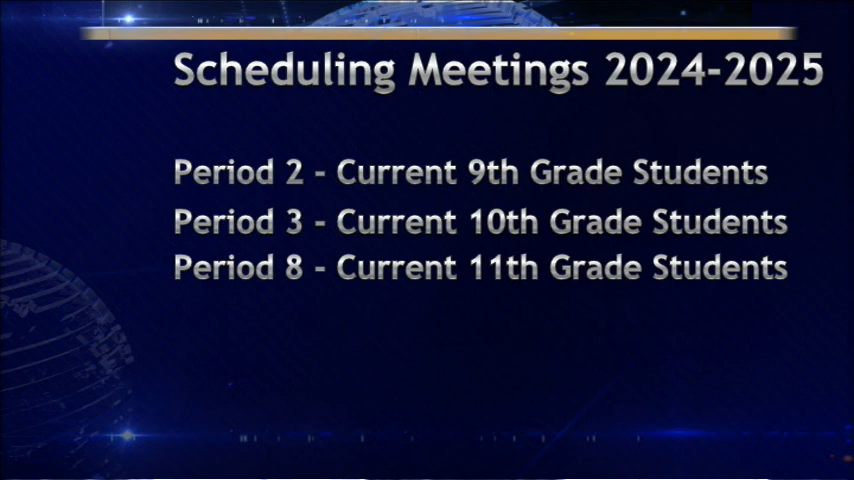 Scheduling Meetings 2024-2025
Period 2 - Current 9th Grade Students
Period 3 - Current 10th Grade Students
Period 8 - Current 11th Grade Students